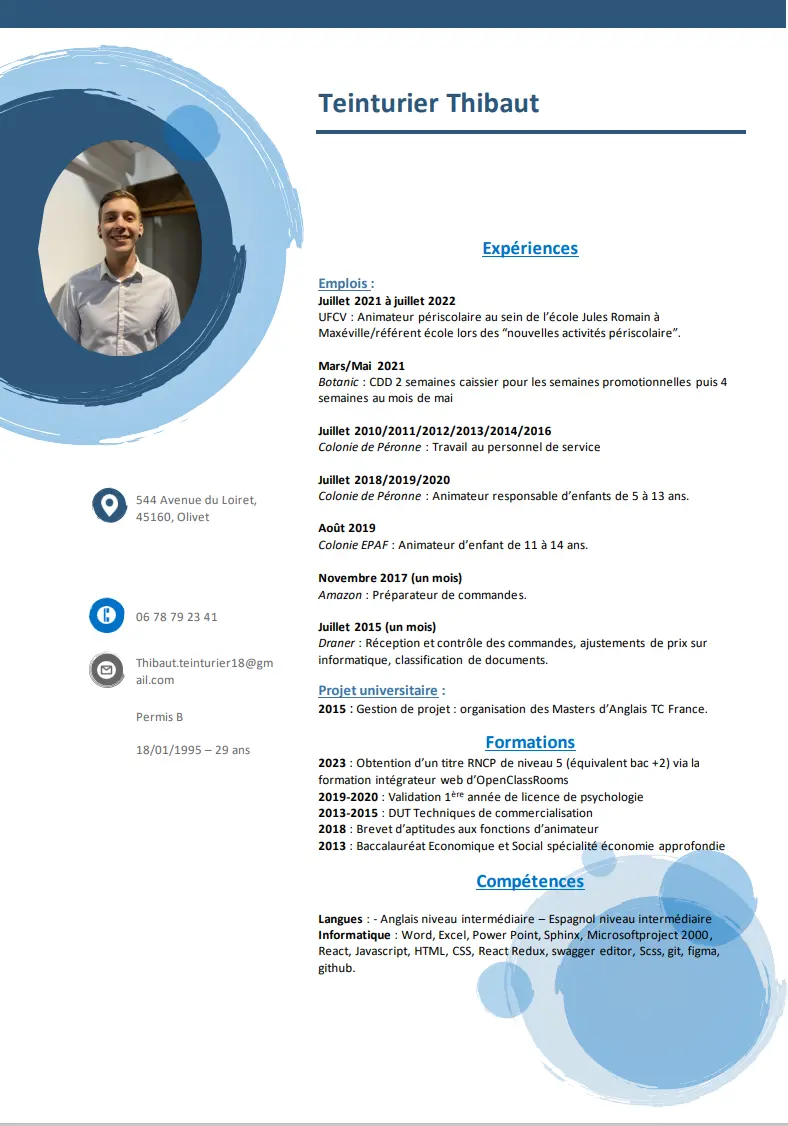 Teinturier Thibaut
Expériences
Emplois :
Juillet 2021 à juillet 2022
UFCV : Animateur périscolaire au sein de l’école Jules Romain à
Maxéville/référent école lors des “nouvelles activités périscolaire”.
Mars/Mai 2021
Botanic : CDD 2 semaines caissier pour les semaines promotionnelles puis 4
semaines au mois de mai
Juillet 2010/2011/2012/2013/2014/2016
Colonie de Péronne : Travail au personnel de service
Juillet 2018/2019/2020
Colonie de Péronne : Animateur responsable d’enfants de 5 à 13 ans.
Août 2019
Colonie EPAF : Animateur d’enfant de 11 à 14 ans.
Novembre 2017 (un mois)
Amazon : Préparateur de commandes.
Juillet 2015 (un mois)
Draner : Réception et contrôle des commandes, ajustements de prix sur
informatique, classification de documents.
Projet universitaire :
2015 : Gestion de projet : organisation des Masters d’Anglais TC France.
Formations
2023 : Obtention d’un titre RNCP de niveau 5 (équivalent bac +2) via la
formation intégrateur web d’OpenClassRooms
2019-2020 : Validation 1ère année de licence de psychologie
2013-2015 : DUT Techniques de commercialisation
2018 : Brevet d’aptitudes aux fonctions d’animateur
2013 : Baccalauréat Economique et Social spécialité économie approfondie
Compétences
Langues : - Anglais niveau intermédiaire – Espagnol niveau intermédiaire
Informatique : Word, Excel, Power Point, Sphinx, Microsoftproject 2000,
React, Javascript, HTML, CSS, React Redux, swagger editor, Scss, git, figma,
github.
544 Avenue du Loiret,
45160, Olivet
06 78 79 23 41
Thibaut.teinturier18@gm
ail.com
Permis B
18/01/1995 – 29 ans